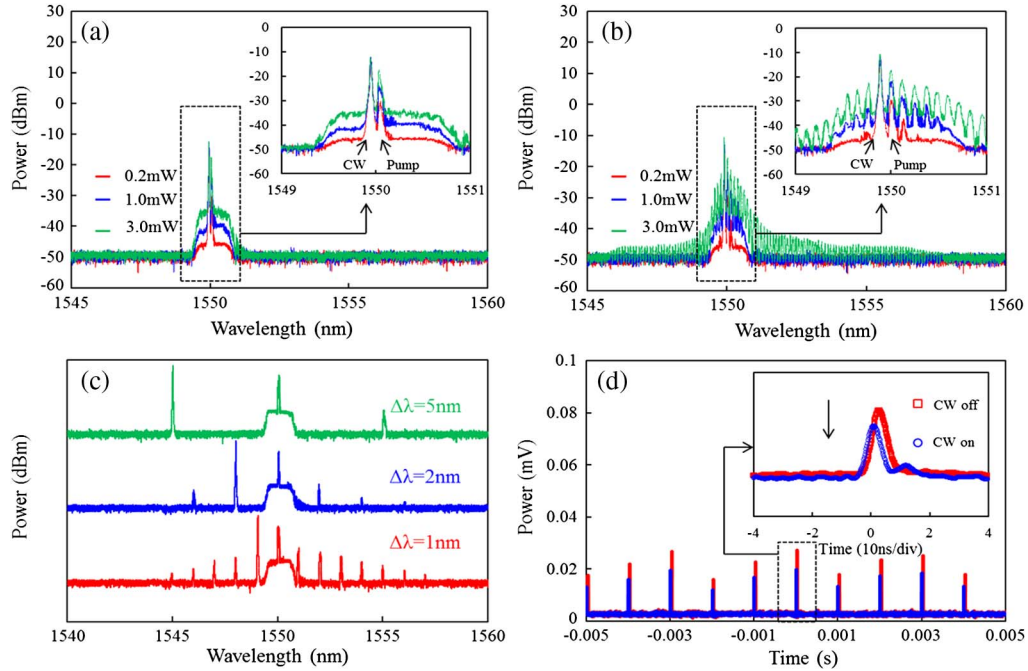 (a)
Power (dBm)
30
20
10
0
-10
-20
-30
-40
-50
-60
1545
1550
1555
1560
Wavelength (nm)
0.2mW
1.0mW
3.0mW
0
-10
-20
-30
-40
-50
-60
CW
Pump
1549
1550
1551
(b)
Power (dBm)
30
20
10
0
-10
-20
-30
-40
-50
-60
1545
1550
1555
1560
Wavelength (nm)
0.2mW
1.0mW
3.0mW
0
-10
-20
-30
-40
-50
-60
CW
Pump
1549
1550
1551
(c)
Power (dBm)
Δλ=5nm
Δλ=2nm
Δλ=1nm
1540
1545
1550
1555
1560
Wavelength (nm)
(d)
Power (mV)
0.1
0.08
0.06
0.04
0.02
0
-0.005
-0.003
-0.001
0.001
0.003
0.005
Time (s)
CW off
CW on
-4
-2
0
2
4
Time (10ns/div)